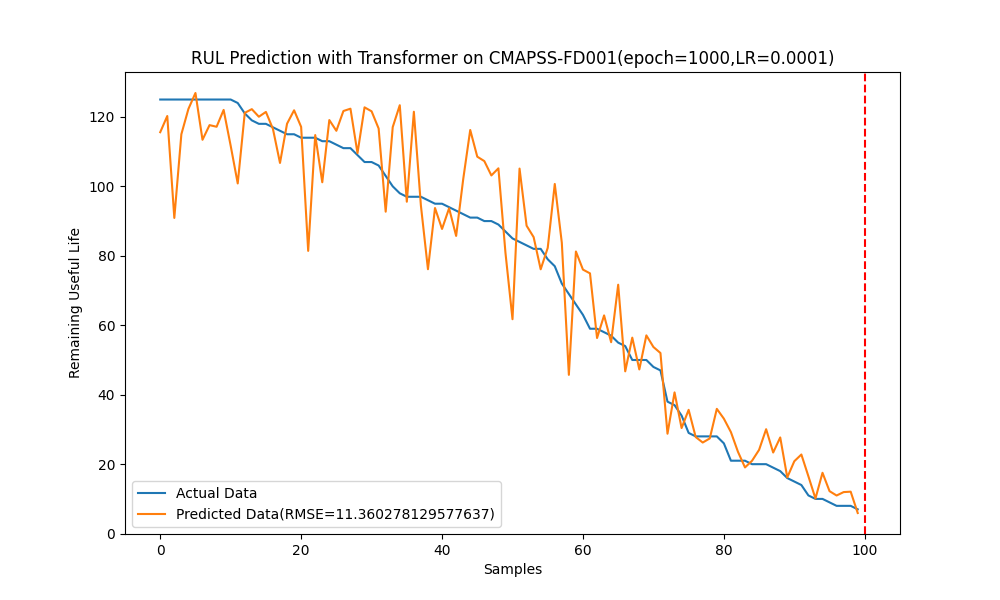 RUL Prediction with Transformer on CMAPSS-FD001(epoch=1000,LR=0.0001)
Remaining Useful Life
120
100
80
60
40
20
0
Actual Data
Predicted Data(RMSE=11.360278129577637)
0 20 40 60 80 100
Samples